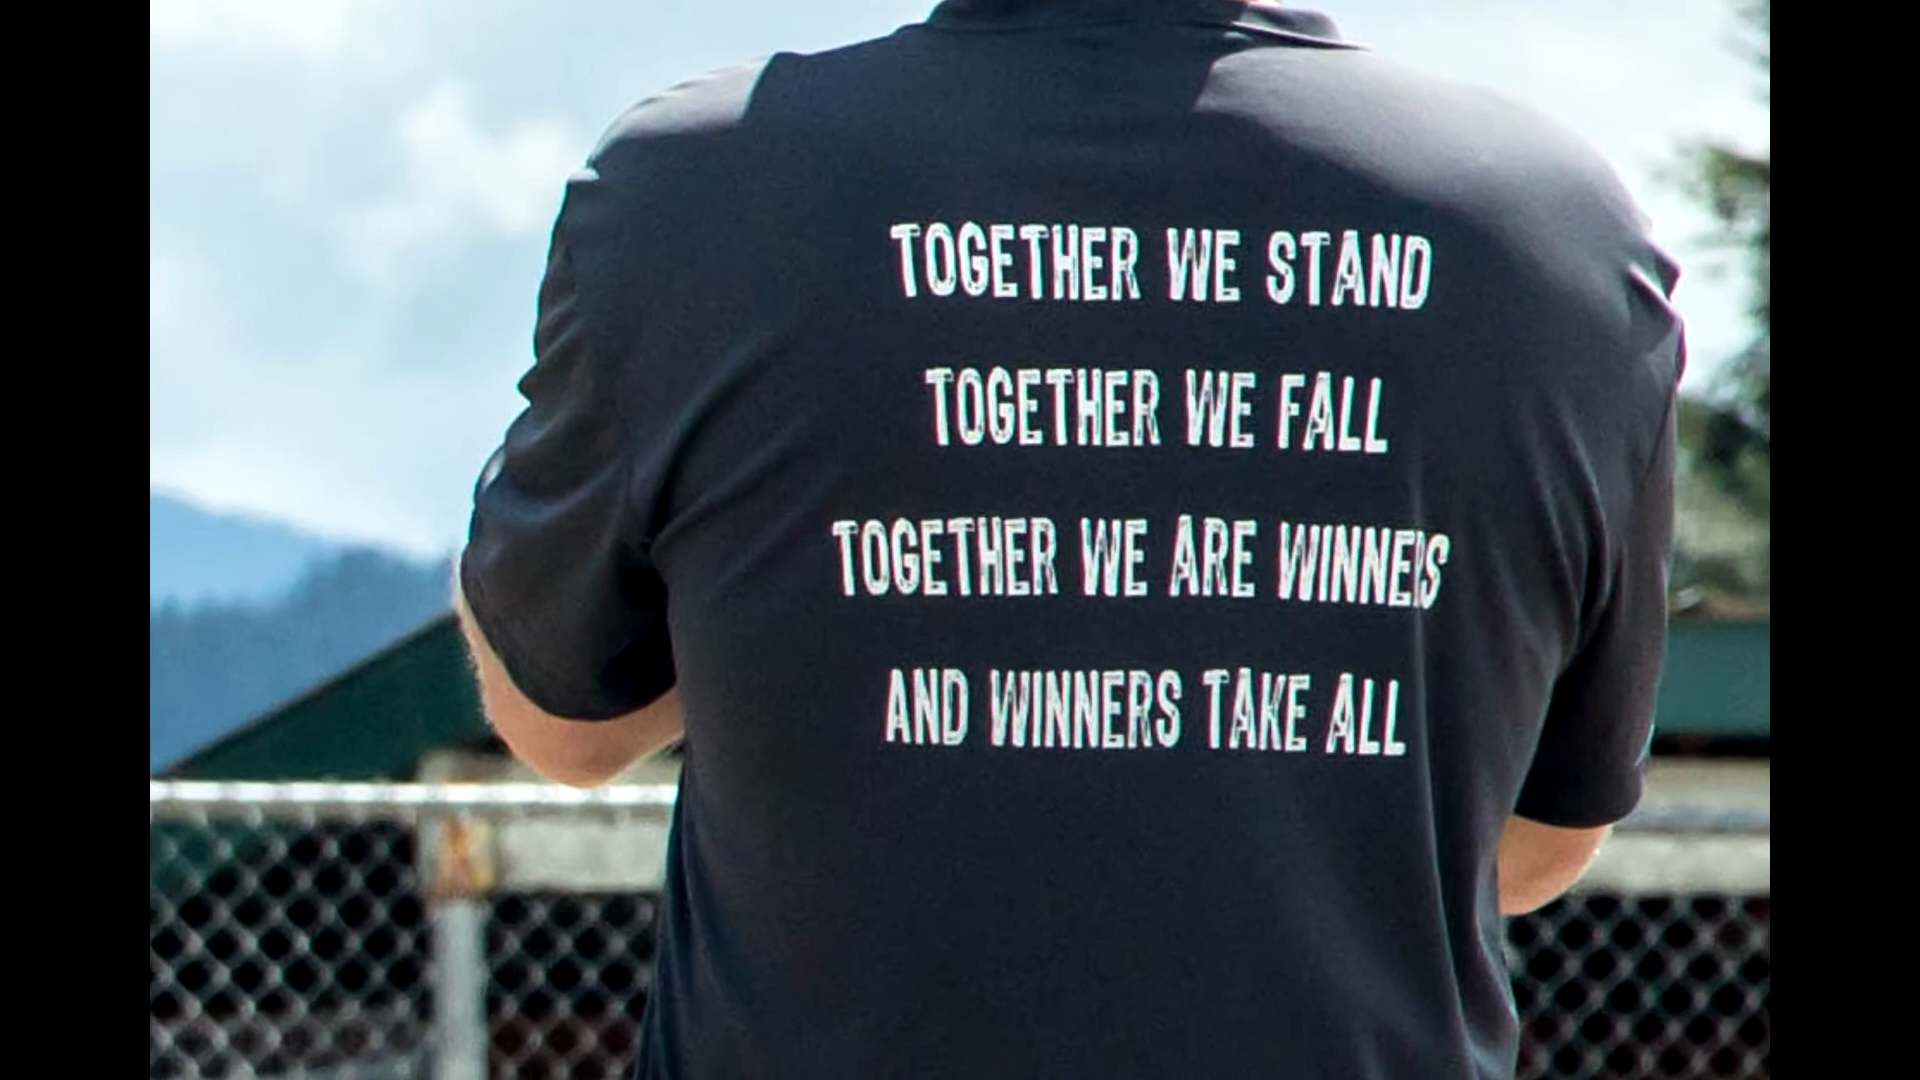 TOGETHER WE STAND
TOGETHER WE FALL
TOGETHER WE ARE WINNERS
AND WINNERS TAKE ALL